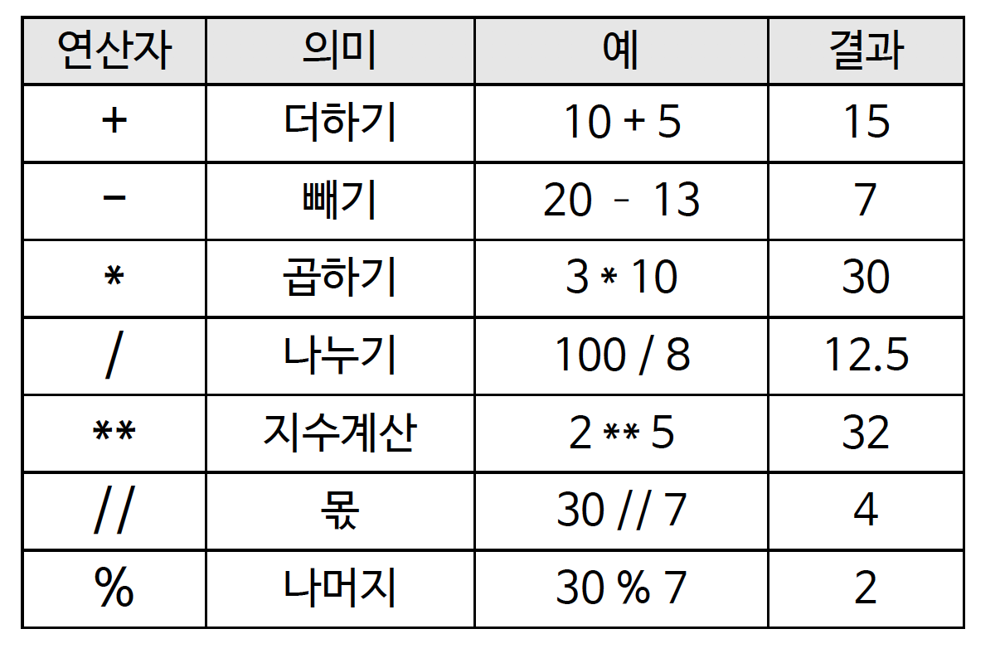 연산자 의미 예 결과
+ 더하기 10 + 5 15
- 빼기 20 - 13 7
* 곱하기 3 * 10 30
/ 나누기 100 / 8 12.5
** 지수계산 2 ** 5 32
// 몫 30 // 7 4
% 나머지 30 % 7 2